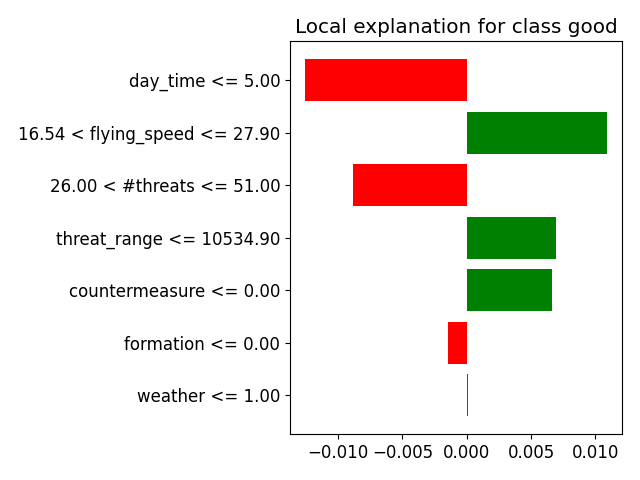 Local explanation for class good
day_time <= 5.00
16.54 < flying_speed <= 27.90
26.00 < #threats <= 51.00
threat_range <= 10534.90
countermeasure <= 0.00
formation <= 0.00
weather <= 1.00
−0.010 −0.005 0.000 0.005 0.010